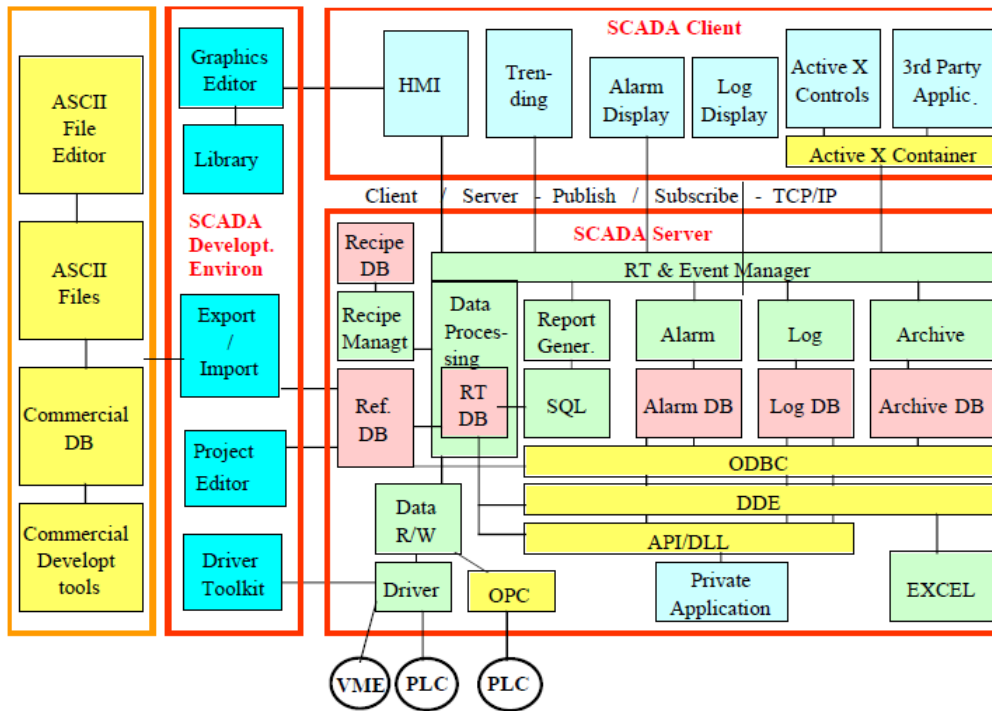 ASCII
File
Editor
ASCII
Files
Commercial
DB
Commercial
Developt
tools
Graphics
Editor
Library
SCADA
Developt.
Environ
Export
/
Import
Project
Editor
Driver
Toolkit
SCADA Client
HMI
Tren-
ding
Alarm
Display
Log
Display
Active X
Controls
3rd Party
Applic.
Active X Container
Client / Server - Publish / Subscribe - TCP/IP
SCADA Server
Recipe
DB
RT & Event Manager
Recipe
Managt
Data
Proces-
sing
Report
Gener.
Alarm
Log
Archive
Ref.
DB
RT
DB
SQL
Alarm DB
Log DB
Archive DB
ODBC
Data
R/W
DDE
API/DLL
Driver
OPC
Private
Application
EXCEL
VME
PLC
PLC